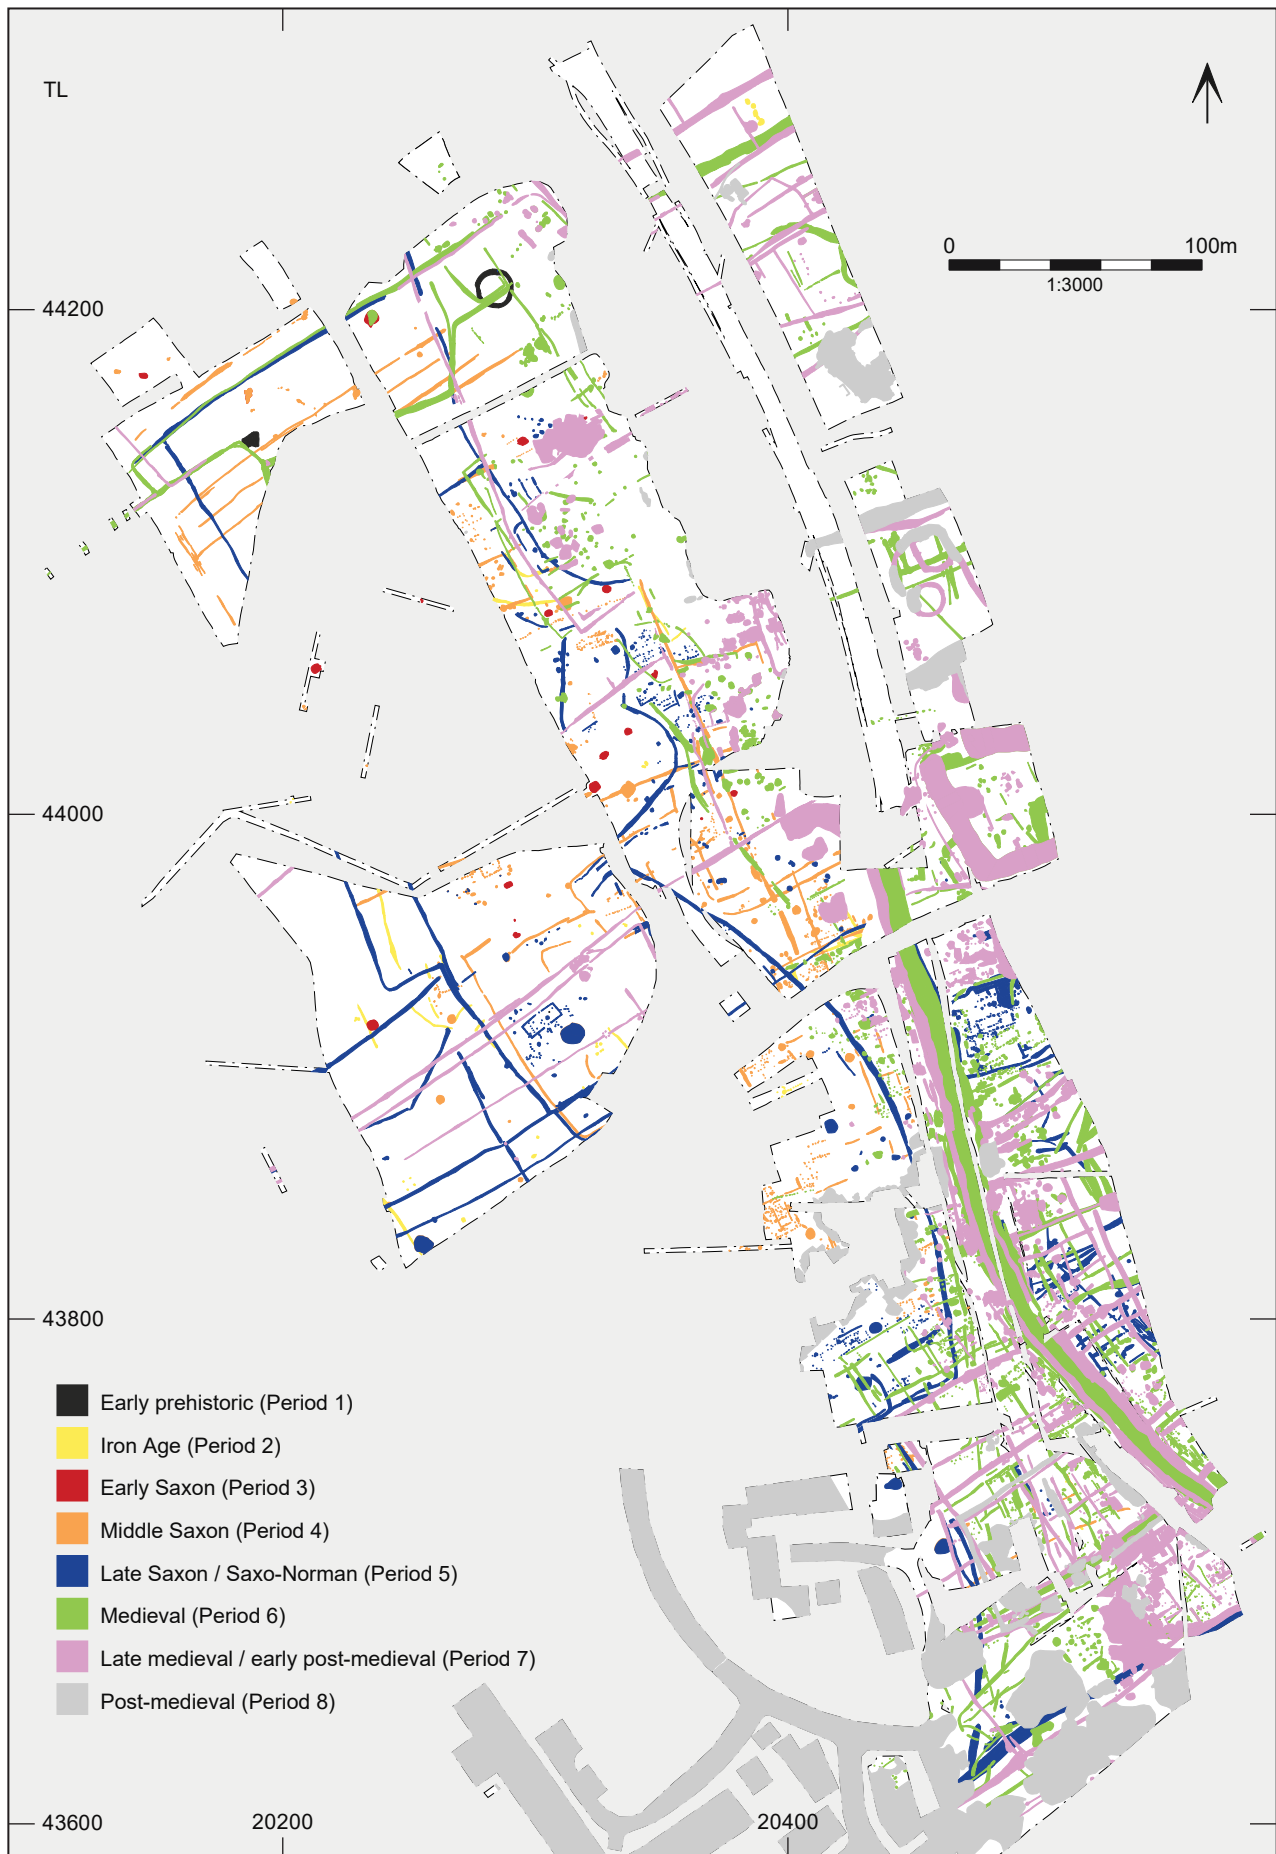 TL
0 100m
1:3000
44200
44000
43800
Early prehistoric (Period 1)
Iron Age (Period 2)
Early Saxon (Period 3)
Middle Saxon (Period 4)
Late Saxon / Saxo-Norman (Period 5)
Medieval (Period 6)
Late medieval / early post-medieval (Period 7)
Post-medieval (Period 8)
43600 20200 20400